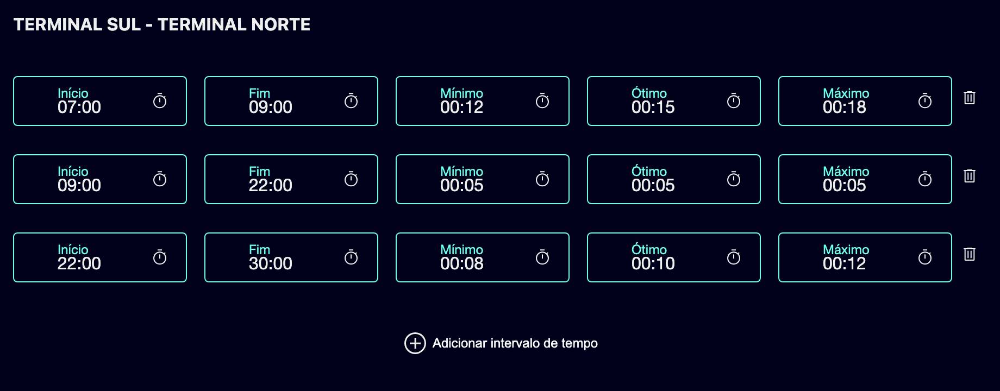 TERMINAL SUL - TERMINAL NORTE
Início Fim Mínimo Ótimo Máximo
07:00 09:00 00:12 00:15 00:18
Início Fim Mínimo Ótimo Máximo
09:00 22:00 00:05 00:05 00:05
Início Fim Mínimo Ótimo Máximo
22:00 30:00 00:08 00:10 00:12
Adicionar intervalo de tempo